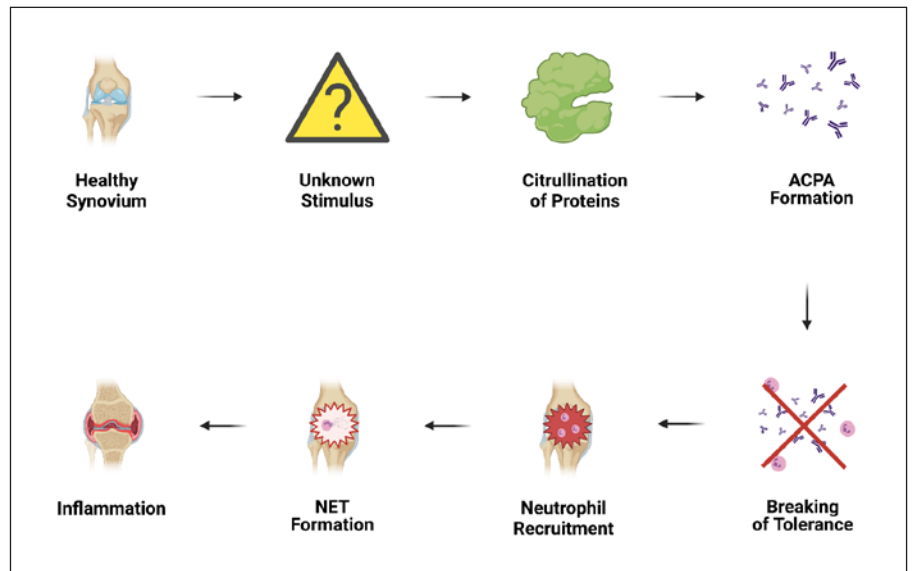 ?
Healthy
Synovium
Unknown
Stimulus
Citrullination
of Proteins
ACPA
Formation
Inflammation
NET
Formation
Neutrophil
Recruitment
Breaking
of Tolerance